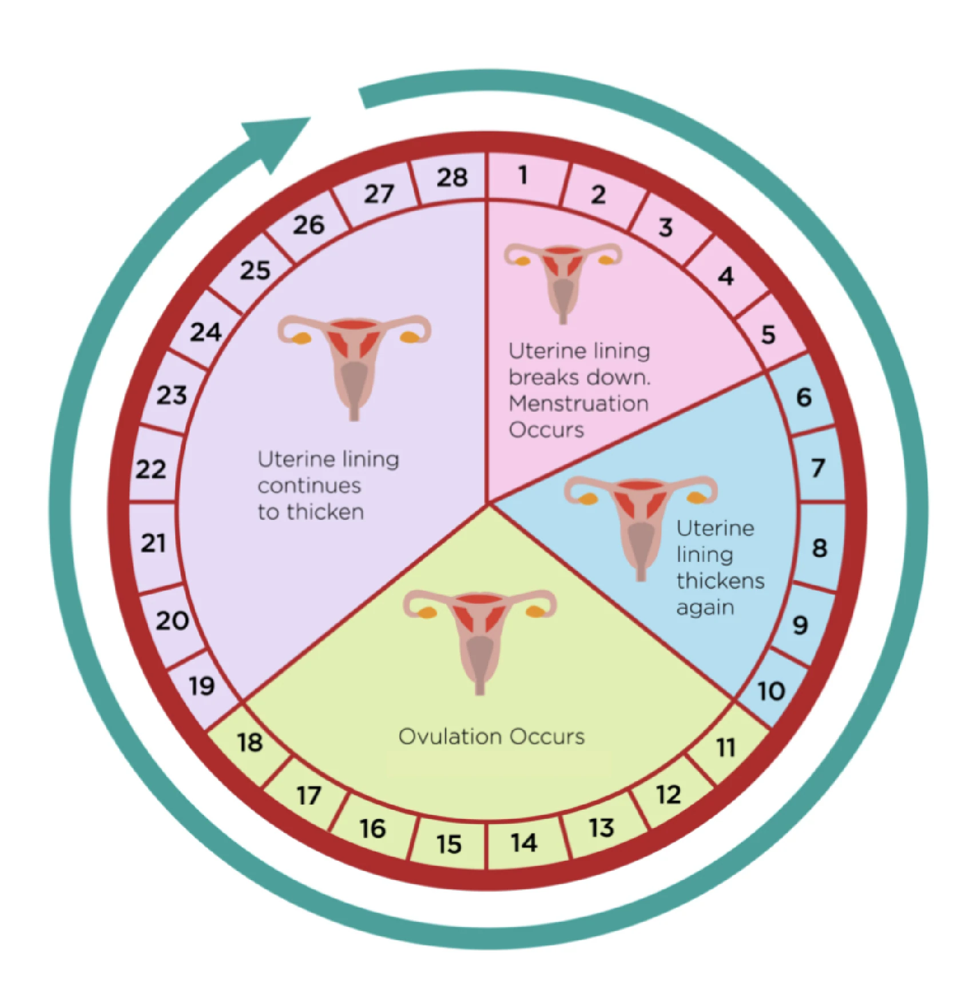 1
2
3
4
5
6
7
8
9
10
11
12
13
14
15
16
17
18
19
20
21
22
23
24
25
26
27
28
Uterine lining
breaks down.
Menstruation
Occurs
Uterine
lining
thickens
again
Ovulation Occurs
Uterine lining
continues
to thicken